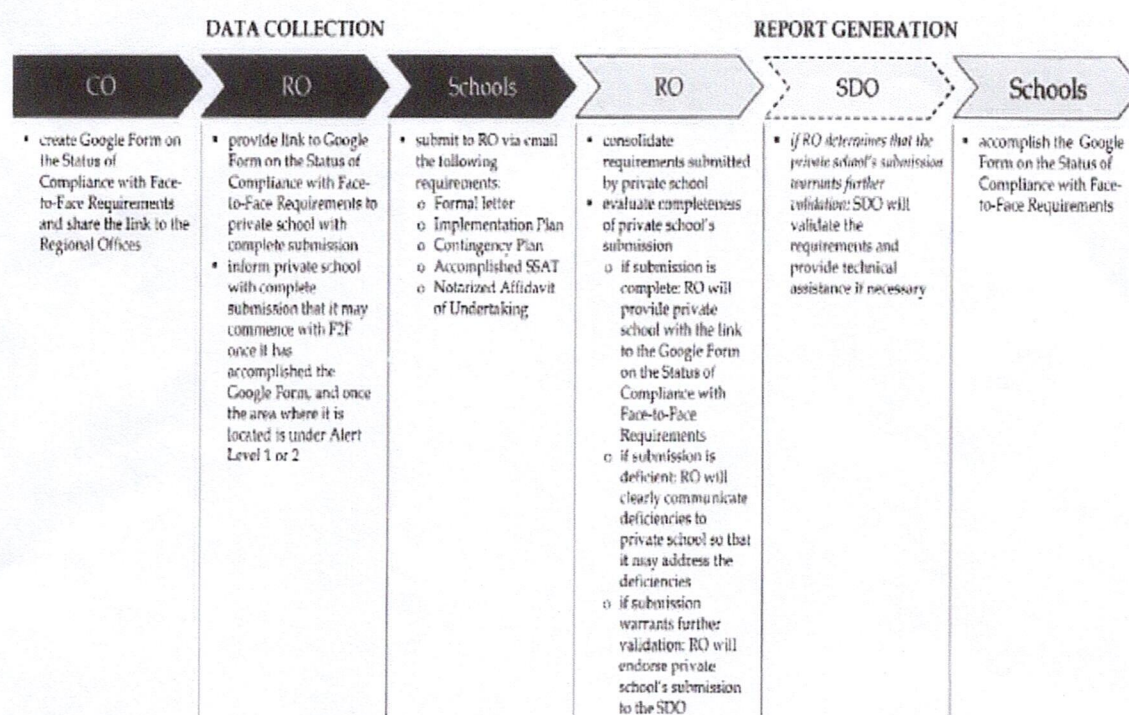 DATA COLLECTION
REPORT GENERATION
CO
RO
Schools
RO
SDO
Schools
▪ create Google Form on
the Status of
Compliance with Face-
to-Face Requirements
and share the link to the
Regional Offices
▪ provide link to Google
Form on the Status of
Compliance with Face-
to-Face Requirements to
private school with
complete submission
▪ inform private school
with complete
submission that it may
commence with F2F
once it has
accomplished the
Google Form, and once
the area where it is
located is under Alert
Level 1 or 2
▪ submit to RO via email
the following
requirements:
o Formal letter
o Implementation Plan
o Contingency Plan
o Accomplished SSAT
o Notarized Affidavit
of Undertaking
▪ consolidate
requirements submitted
by private school
▪ evaluate completeness
of private school's
submission
o if submission is
complete: RO will
provide private
school with the link
to the Google Form
on the Status of
Compliance with
Face-to-Face
Requirements
o if submission is
deficient: RO will
clearly communicate
deficiencies to
private school so that
it may address the
deficiencies
o if submission
warrants further
validation: RO will
endorse private
school's submission
to the SDO
▪ if RO determines that the
private school's submission
warrants further
validation: SDO will
validate the
requirements and
provide technical
assistance if necessary
▪ accomplish the Google
Form on the Status of
Compliance with Face-
to-Face Requirements